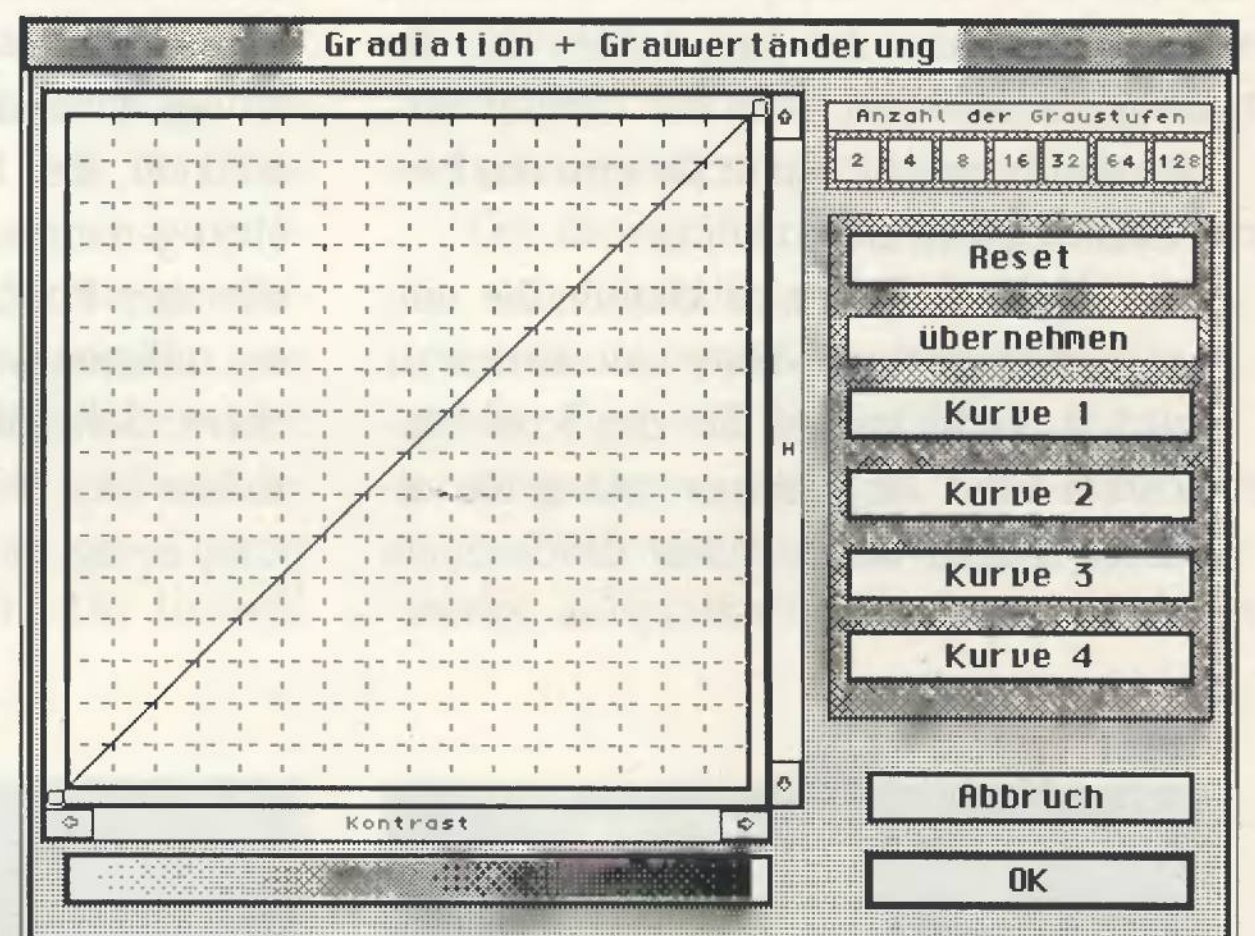 Gradiation + Grauwertänderung
Anzahl der Graustufen
2 4 8 16 32 64 128
Reset
übernehmen
Kurve 1
H
Kurve 2
Kurve 3
Kurve 4
Abbruch
Kontrast
OK